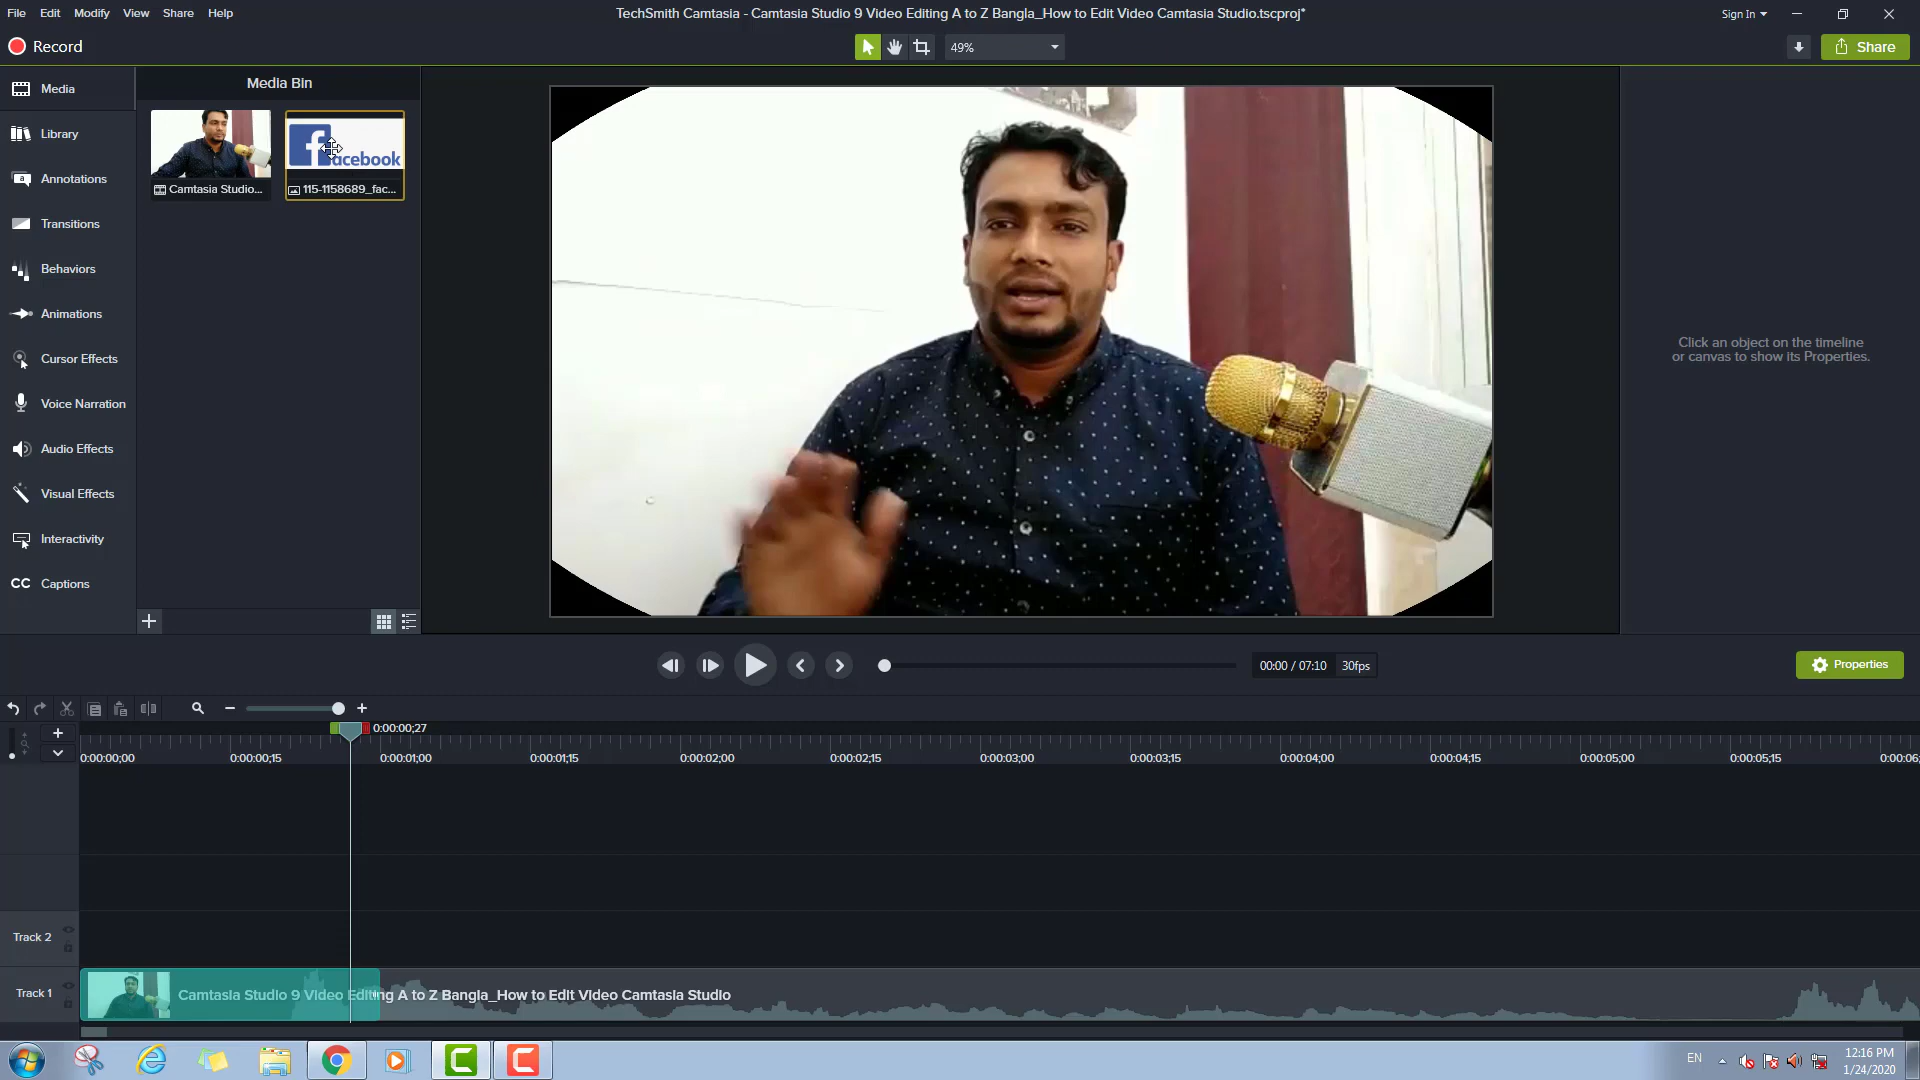 File Edit Modify View Share Help
TechSmith Camtasia - Camtasia Studio 9 Video Editing A to Z Bangla_How to Edit Video Camtasia Studio.tscproj*
Sign In
Record
49%
Share
Media
Media Bin
Library
Annotations
Transitions
Behaviors
Animations
Cursor Effects
Voice Narration
Audio Effects
Visual Effects
Interactivity
CC Captions
facebook
Camtasia Studio...
115-1158689_fac...
Click an object on the timeline
or canvas to show its Properties.
00:00 / 07:10 30fps
Properties
0:00:00;27
0:00:00;00 0:00:00;15 0:00:01;00 0:00:01;15 0:00:02;00 0:00:02;15 0:00:03;00 0:00:03;15 0:00:04;00 0:00:04;15 0:00:05;00 0:00:05;15 0:00:06;
Track 2
Track 1
Camtasia Studio 9 Video Editing A to Z Bangla_How to Edit Video Camtasia Studio
EN
12:16 PM
1/24/2020